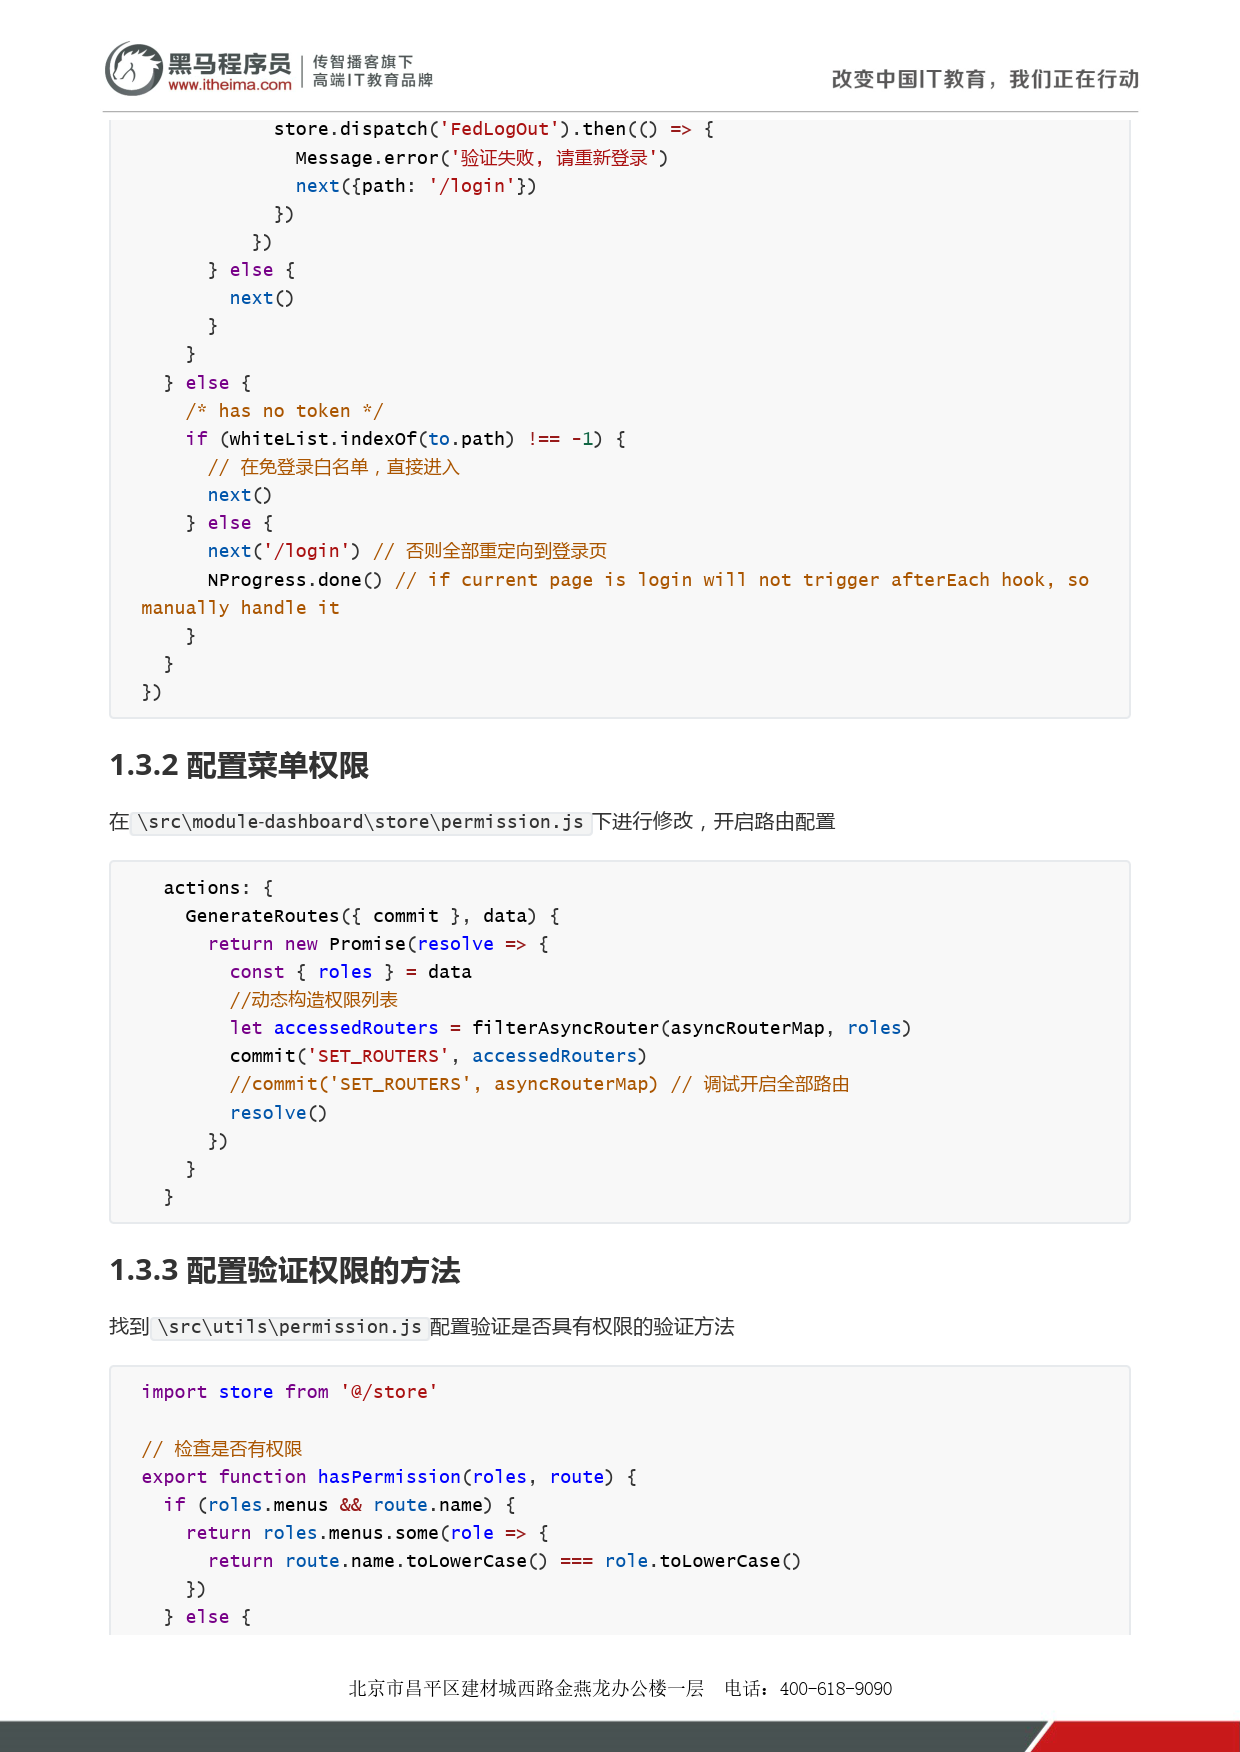 黑马程序员
www.itheima.com
传智播客旗下
高端IT教育品牌
改变中国IT教育，我们正在行动
            store.dispatch('FedLogOut').then(() => {
              Message.error('验证失败, 请重新登录')
              next({path: '/login'})
            })
          })
      } else {
        next()
      }
    }
  } else {
    /* has no token */
    if (whiteList.indexOf(to.path) !== -1) {
      // 在免登录白名单，直接进入
      next()
    } else {
      next('/login') // 否则全部重定向到登录页
      NProgress.done() // if current page is login will not trigger afterEach hook, so
manually handle it
    }
  }
})
1.3.2 配置菜单权限
在 \src\module-dashboard\store\permission.js 下进行修改，开启路由配置
  actions: {
    GenerateRoutes({ commit }, data) {
      return new Promise(resolve => {
        const { roles } = data
        //动态构造权限列表
        let accessedRouters = filterAsyncRouter(asyncRouterMap, roles)
        commit('SET_ROUTERS', accessedRouters)
        //commit('SET_ROUTERS', asyncRouterMap) // 调试开启全部路由
        resolve()
      })
    }
  }
1.3.3 配置验证权限的方法
找到 \src\utils\permission.js 配置验证是否具有权限的验证方法
import store from '@/store'
// 检查是否有权限
export function hasPermission(roles, route) {
  if (roles.menus && route.name) {
    return roles.menus.some(role => {
      return route.name.toLowerCase() === role.toLowerCase()
    })
  } else {
北京市昌平区建材城西路金燕龙办公楼一层　电话：400-618-9090